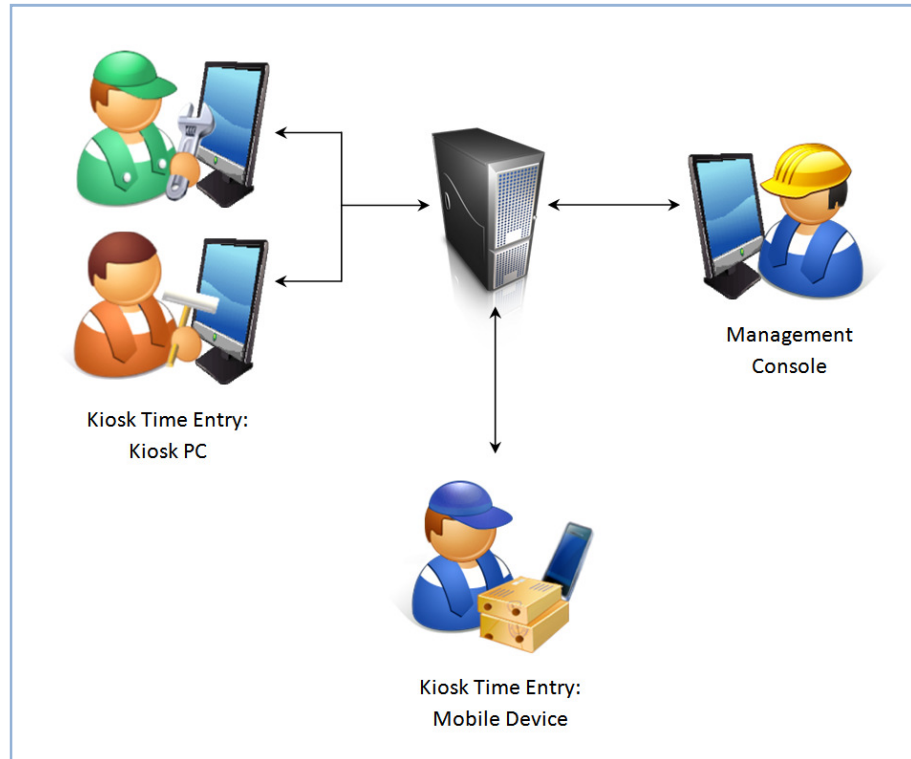 Management
Console
Kiosk Time Entry:
Kiosk PC
Kiosk Time Entry:
Mobile Device